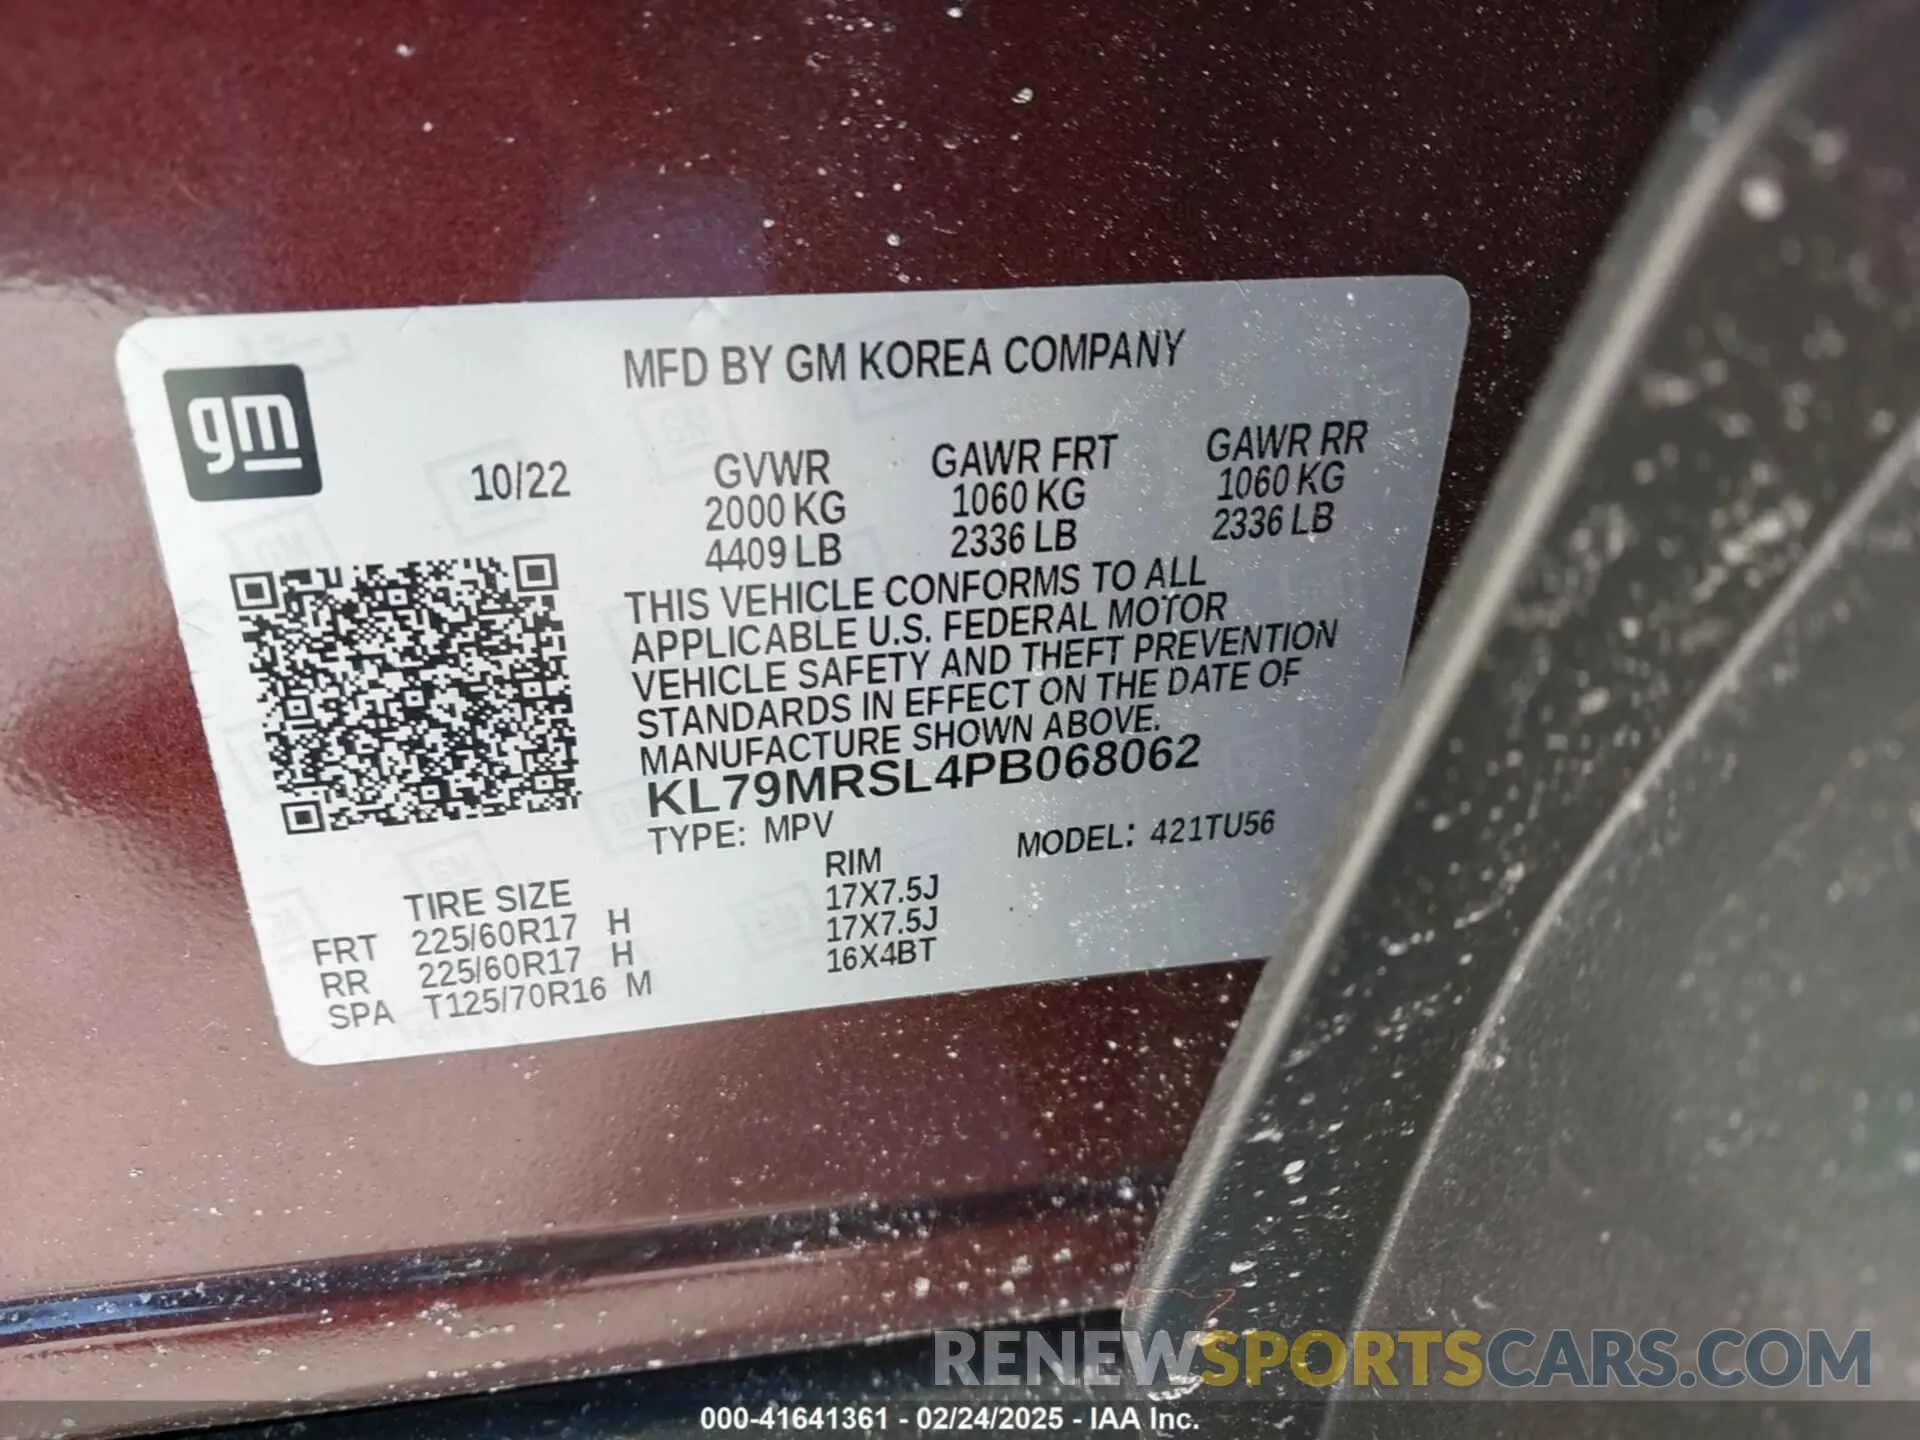 MFD BY GM KOREA COMPANY
gm
10/22
GVWR GAWR FRT GAWR RR
2000 KG 1060 KG 1060 KG
4409 LB 2336 LB 2336 LB
THIS VEHICLE CONFORMS TO ALL
APPLICABLE U.S. FEDERAL MOTOR
VEHICLE SAFETY AND THEFT PREVENTION
STANDARDS IN EFFECT ON THE DATE OF
MANUFACTURE SHOWN ABOVE.
KL79MRSL4PB068062
TYPE: MPV MODEL: 421TU56
TIRE SIZE RIM
FRT 225/60R17 H 17X7.5J
RR 225/60R17 H 17X7.5J
SPA T125/70R16 M 16X4BT
RENEWSPORTSCARS.COM
000-41641361 - 02/24/2025 - IAA Inc.